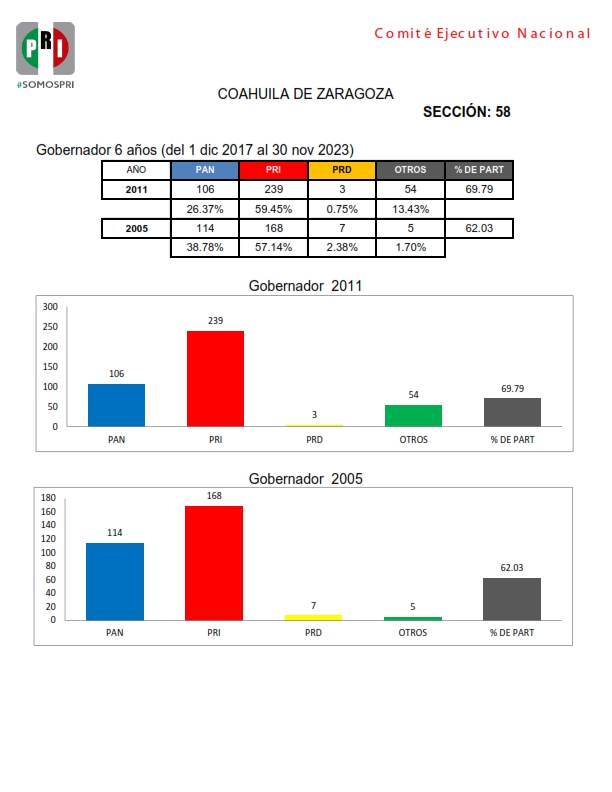 Comité Ejecutivo Nacional
PRI
#SOMOSPRI
COAHUILA DE ZARAGOZA
SECCIÓN: 58
Gobernador 6 años (del 1 dic 2017 al 30 nov 2023)
AÑO PAN PRI PRD OTROS % DE PART
2011 106 239 3 54 69.79
26.37% 59.45% 0.75% 13.43%
2005 114 168 7 5 62.03
38.78% 57.14% 2.38% 1.70%
Gobernador 2011
300
250
200
150
100
50
0
106 239 3 54 69.79
PAN PRI PRD OTROS % DE PART
Gobernador 2005
180
160
140
120
100
80
60
40
20
0
114 168 7 5 62.03
PAN PRI PRD OTROS % DE PART